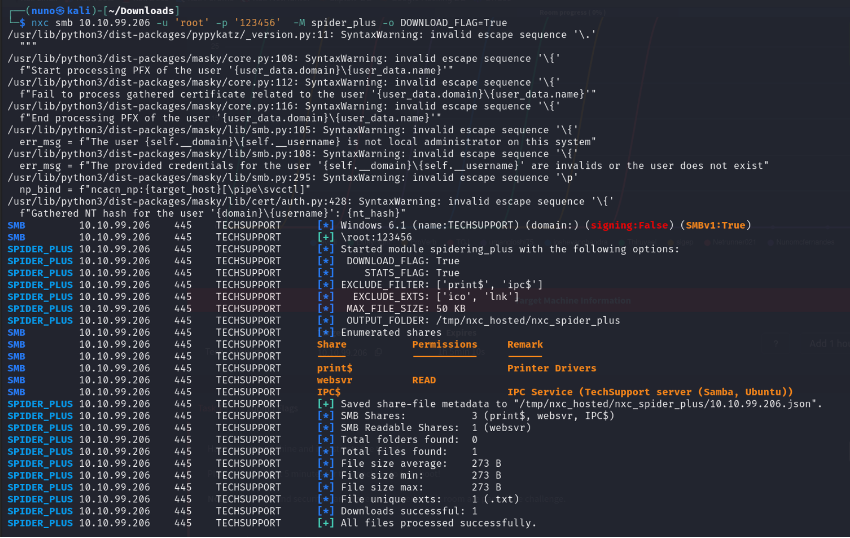 ┌──(nuno㉿kali)-[~/Downloads]
└─$ nxc smb 10.10.99.206 -u 'root' -p '123456'  -M spider_plus -o DOWNLOAD_FLAG=True
/usr/lib/python3/dist-packages/pypykatz/_version.py:11: SyntaxWarning: invalid escape sequence '\.'
  """
/usr/lib/python3/dist-packages/masky/core.py:108: SyntaxWarning: invalid escape sequence '\{'
  f"Start processing PFX of the user '{user_data.domain}\{user_data.name}'"
/usr/lib/python3/dist-packages/masky/core.py:112: SyntaxWarning: invalid escape sequence '\{'
  f"Fail to process gathered certificate related to the user '{user_data.domain}\{user_data.name}'"
/usr/lib/python3/dist-packages/masky/core.py:116: SyntaxWarning: invalid escape sequence '\{'
  f"End processing PFX of the user '{user_data.domain}\{user_data.name}'"
/usr/lib/python3/dist-packages/masky/lib/smb.py:105: SyntaxWarning: invalid escape sequence '\{'
  err_msg = f"The user {self.__domain}\{self.__username} is not local administrator on this system"
/usr/lib/python3/dist-packages/masky/lib/smb.py:108: SyntaxWarning: invalid escape sequence '\{'
  err_msg = f"The provided credentials for the user '{self.__domain}\{self.__username}' are invalids or the user does not exist"
/usr/lib/python3/dist-packages/masky/lib/smb.py:295: SyntaxWarning: invalid escape sequence '\p'
  np_bind = f"ncacn_np:{target_host}[\pipe\svcctl]"
/usr/lib/python3/dist-packages/masky/lib/cert/auth.py:428: SyntaxWarning: invalid escape sequence '\{'
  f"Gathered NT hash for the user '{domain}\{username}': {nt_hash}"
SMB 10.10.99.206 445 TECHSUPPORT [*] Windows 6.1 (name:TECHSUPPORT) (domain:) (signing:False) (SMBv1:True)
SMB 10.10.99.206 445 TECHSUPPORT [+] \root:123456
SPIDER_PLUS 10.10.99.206 445 TECHSUPPORT [*] Started module spidering_plus with the following options:
SPIDER_PLUS 10.10.99.206 445 TECHSUPPORT [*] DOWNLOAD_FLAG: True
SPIDER_PLUS 10.10.99.206 445 TECHSUPPORT [*] STATS_FLAG: True
SPIDER_PLUS 10.10.99.206 445 TECHSUPPORT [*] EXCLUDE_FILTER: ['print$', 'ipc$']
SPIDER_PLUS 10.10.99.206 445 TECHSUPPORT [*] EXCLUDE_EXTS: ['ico', 'lnk']
SPIDER_PLUS 10.10.99.206 445 TECHSUPPORT [*] MAX_FILE_SIZE: 50 KB
SPIDER_PLUS 10.10.99.206 445 TECHSUPPORT [*] OUTPUT_FOLDER: /tmp/nxc_hosted/nxc_spider_plus
SMB 10.10.99.206 445 TECHSUPPORT [*] Enumerated shares
SMB 10.10.99.206 445 TECHSUPPORT Share Permissions Remark
SMB 10.10.99.206 445 TECHSUPPORT ----- ----------- ------
SMB 10.10.99.206 445 TECHSUPPORT print$ Printer Drivers
SMB 10.10.99.206 445 TECHSUPPORT websvr READ
SMB 10.10.99.206 445 TECHSUPPORT IPC$ IPC Service (TechSupport server (Samba, Ubuntu))
SPIDER_PLUS 10.10.99.206 445 TECHSUPPORT [+] Saved share-file metadata to "/tmp/nxc_hosted/nxc_spider_plus/10.10.99.206.json".
SPIDER_PLUS 10.10.99.206 445 TECHSUPPORT [*] SMB Shares: 3 (print$, websvr, IPC$)
SPIDER_PLUS 10.10.99.206 445 TECHSUPPORT [*] SMB Readable Shares: 1 (websvr)
SPIDER_PLUS 10.10.99.206 445 TECHSUPPORT [*] Total folders found: 0
SPIDER_PLUS 10.10.99.206 445 TECHSUPPORT [*] Total files found: 1
SPIDER_PLUS 10.10.99.206 445 TECHSUPPORT [*] File size average: 273 B
SPIDER_PLUS 10.10.99.206 445 TECHSUPPORT [*] File size min: 273 B
SPIDER_PLUS 10.10.99.206 445 TECHSUPPORT [*] File size max: 273 B
SPIDER_PLUS 10.10.99.206 445 TECHSUPPORT [*] File unique exts: 1 (.txt)
SPIDER_PLUS 10.10.99.206 445 TECHSUPPORT [*] Downloads successful: 1
SPIDER_PLUS 10.10.99.206 445 TECHSUPPORT [+] All files processed successfully.